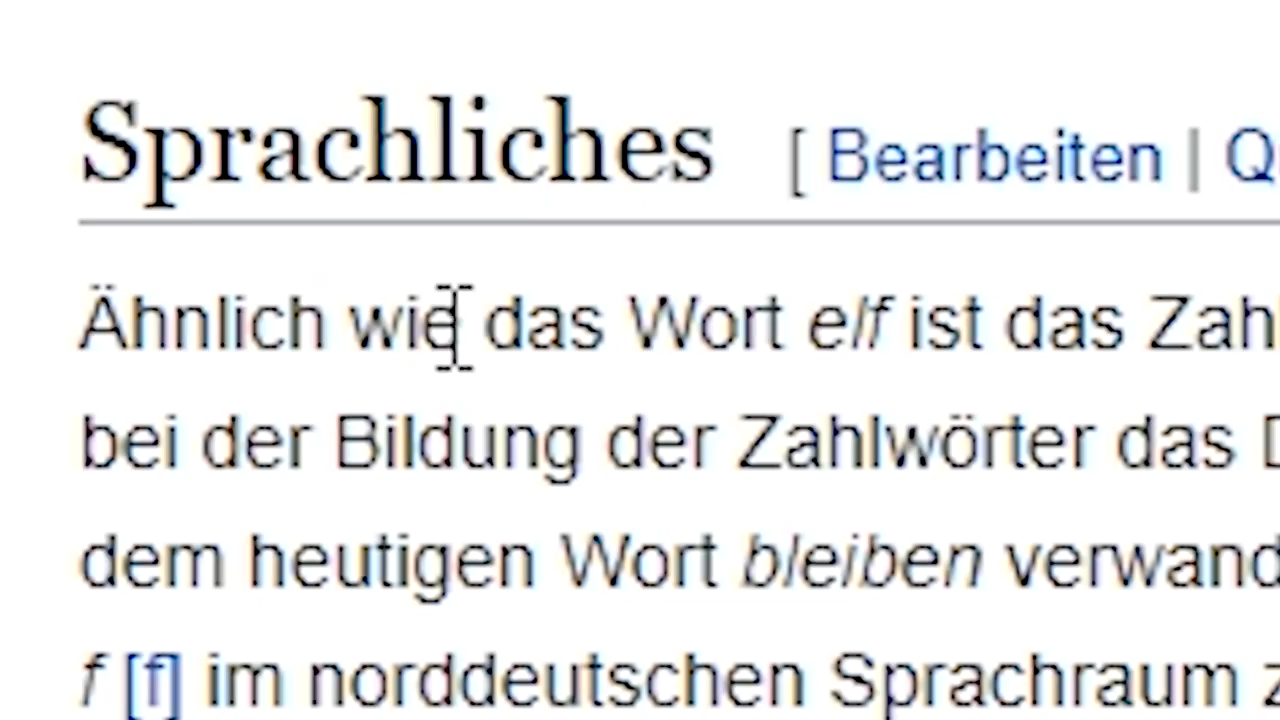 Sprachliches [ Bearbeiten |
Ähnlich wie das Wort elf ist das
bei der Bildung der Zahlwörter das
dem heutigen Wort bleiben
f [f] im norddeutschen Sprachraum